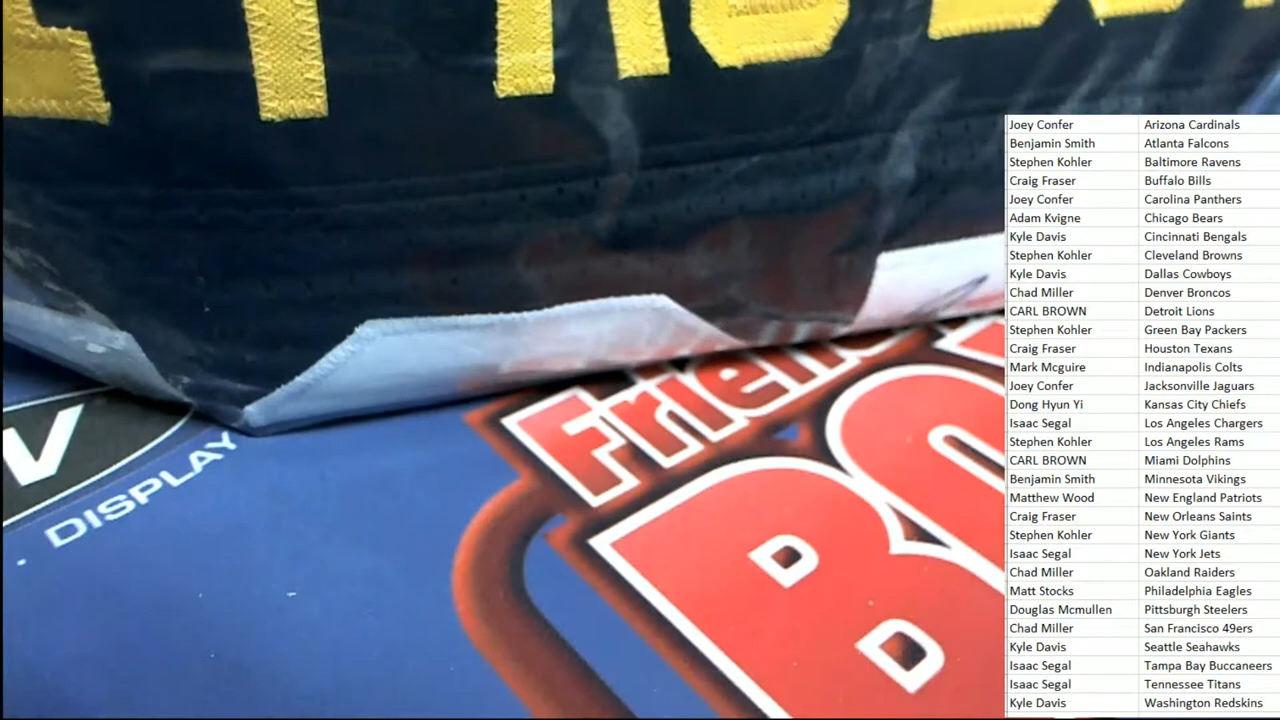 Joey Confer Arizona Cardinals
Benjamin Smith Atlanta Falcons
Stephen Kohler Baltimore Ravens
Craig Fraser Buffalo Bills
Joey Confer Carolina Panthers
Adam Kvigne Chicago Bears
Kyle Davis Cincinnati Bengals
Stephen Kohler Cleveland Browns
Kyle Davis Dallas Cowboys
Chad Miller Denver Broncos
CARL BROWN Detroit Lions
Stephen Kohler Green Bay Packers
Craig Fraser Houston Texans
Mark Mcguire Indianapolis Colts
Joey Confer Jacksonville Jaguars
Dong Hyun Yi Kansas City Chiefs
Isaac Segal Los Angeles Chargers
Stephen Kohler Los Angeles Rams
CARL BROWN Miami Dolphins
Benjamin Smith Minnesota Vikings
Matthew Wood New England Patriots
Craig Fraser New Orleans Saints
Stephen Kohler New York Giants
Isaac Segal New York Jets
Chad Miller Oakland Raiders
Matt Stocks Philadelphia Eagles
Douglas Mcmullen Pittsburgh Steelers
Chad Miller San Francisco 49ers
Kyle Davis Seattle Seahawks
Isaac Segal Tampa Bay Buccaneers
Isaac Segal Tennessee Titans
Kyle Davis Washington Redskins
DISPLAY